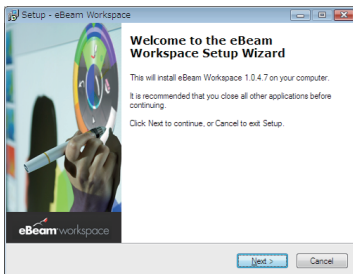 Setup - eBeam Workspace
Welcome to the eBeam
Workspace Setup Wizard
This will install eBeam Workspace 1.0.4.7 on your computer.
It is recommended that you close all other applications before
continuing.
Click Next to continue, or Cancel to exit Setup.
eBeam workspace
Next >
Cancel